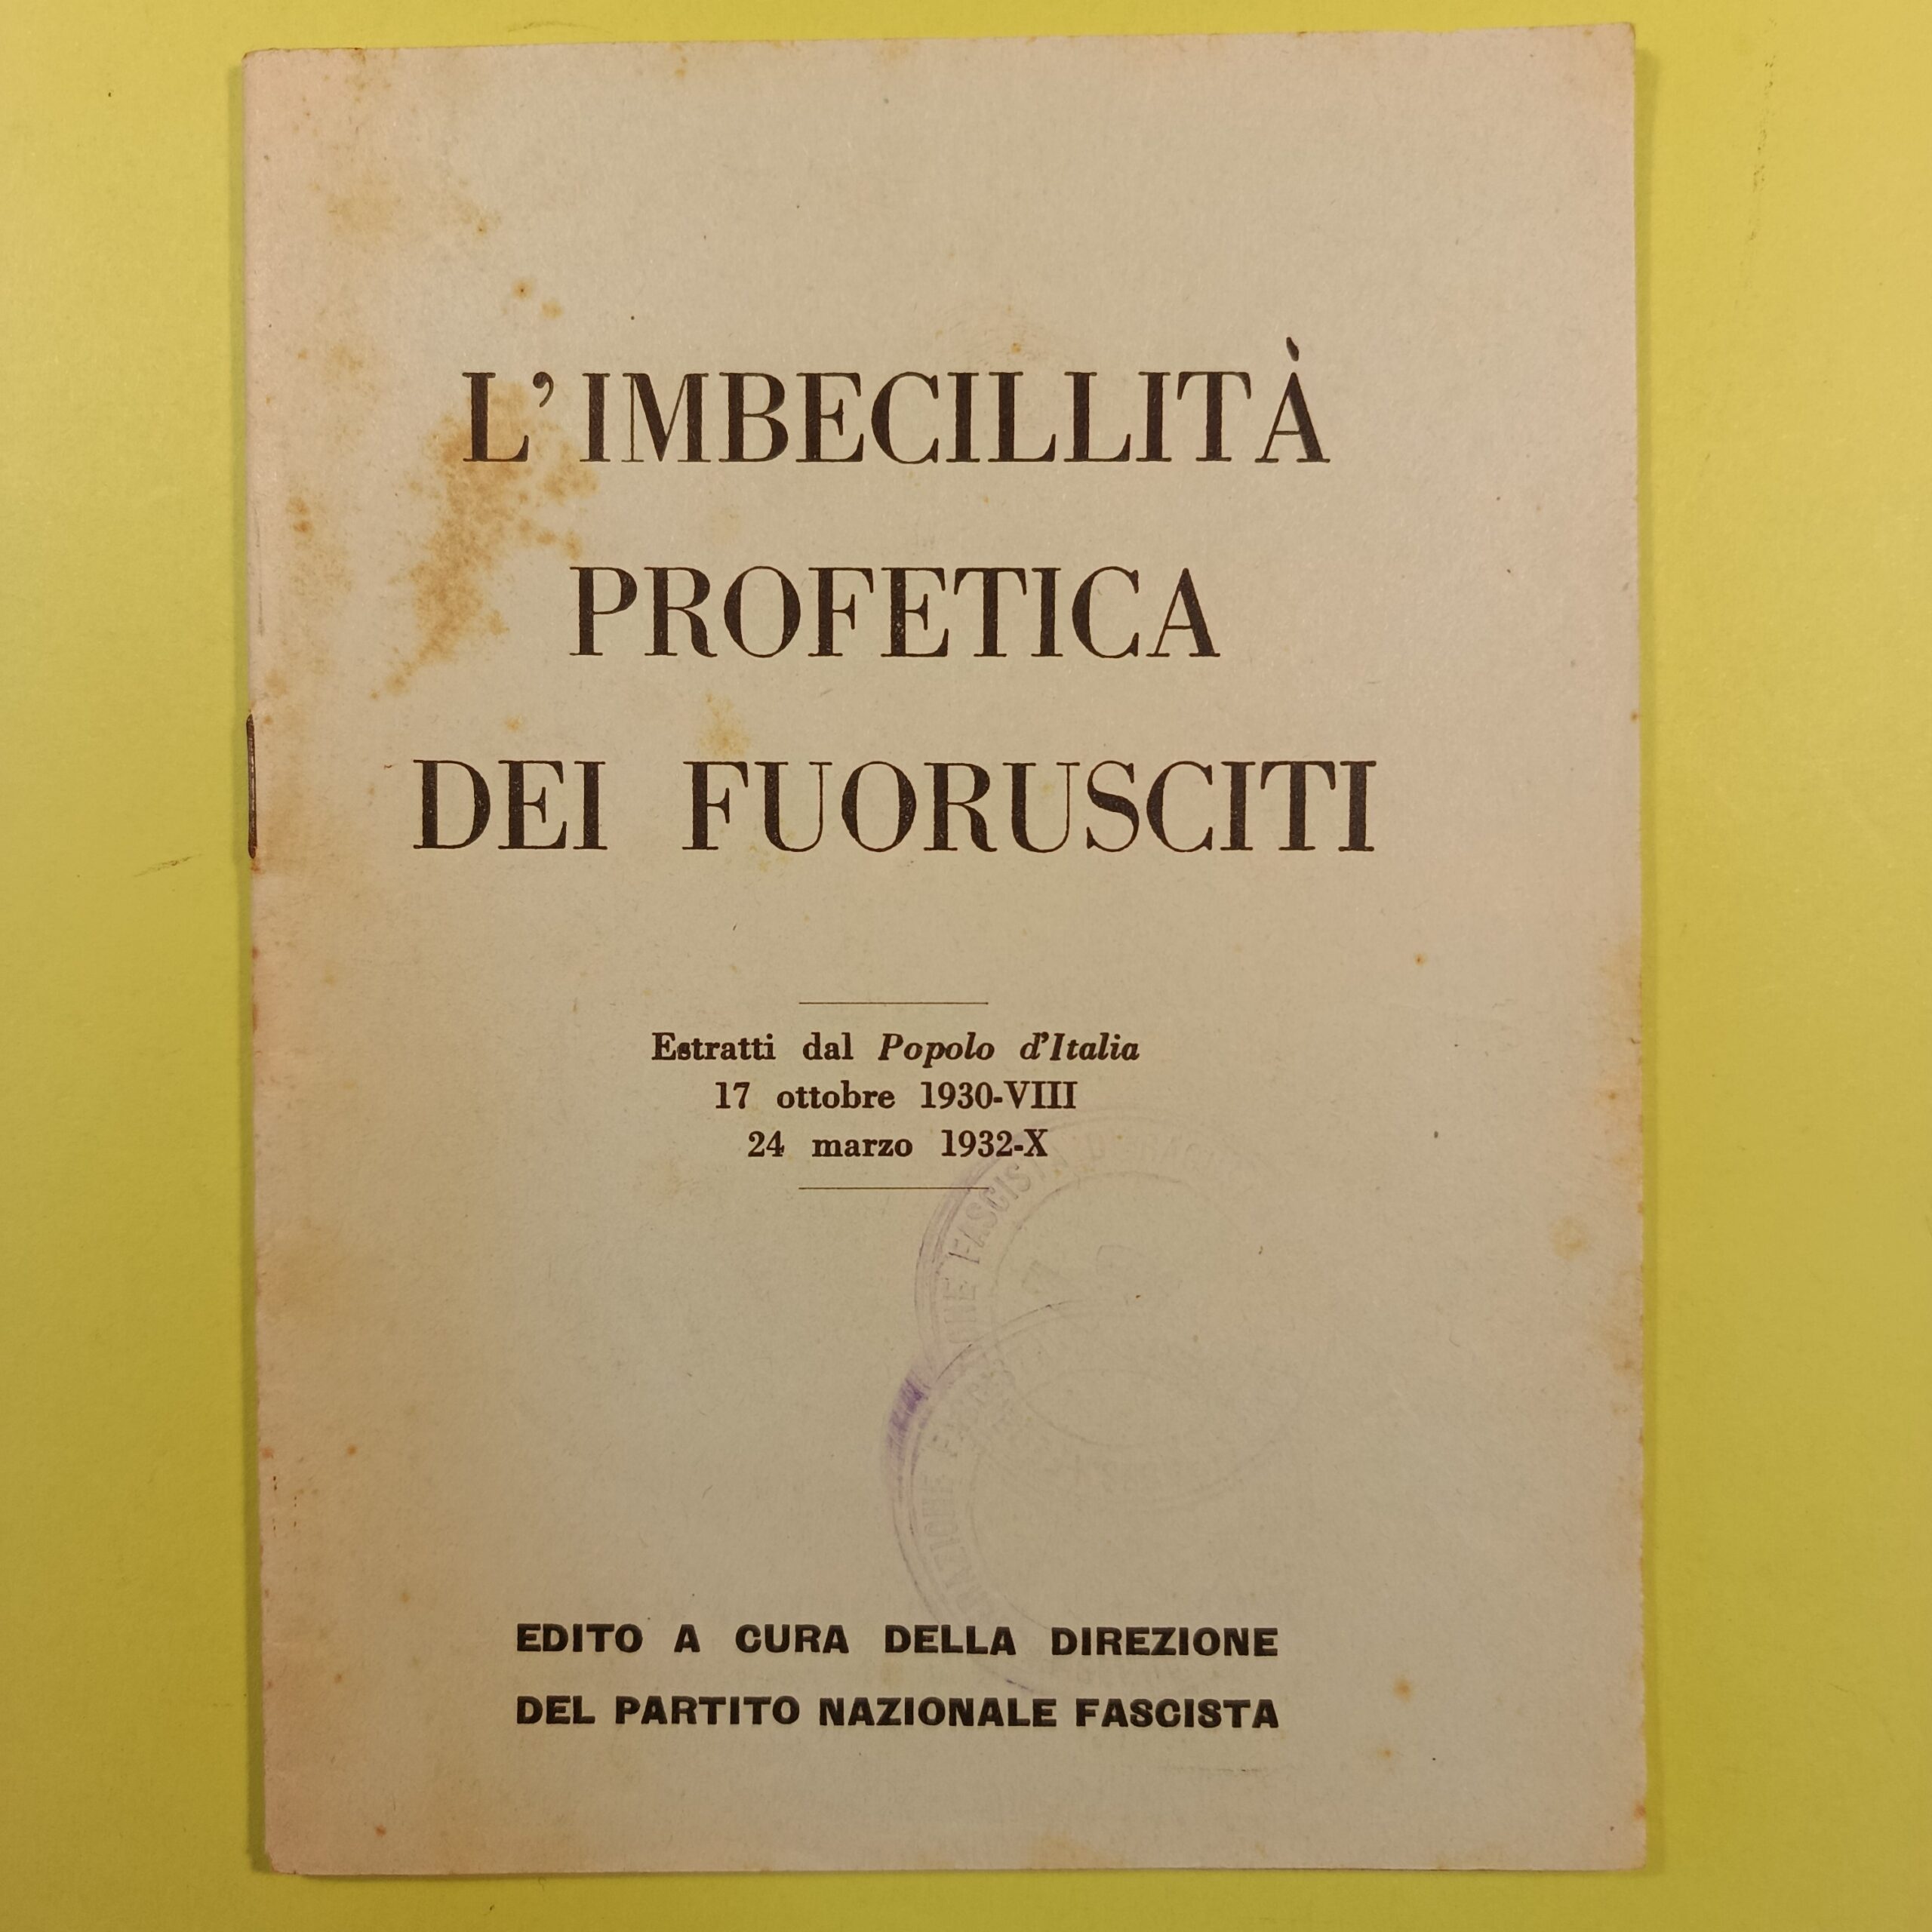 L'IMBECILLITÀ
PROFETICA
DEI FUORUSCITI
Estratti dal Popolo d'Italia
17 ottobre 1930-VIII
24 marzo 1932-X
FASCISTA
EDITO A CURA DELLA DIREZIONE
DEL PARTITO NAZIONALE FASCISTA